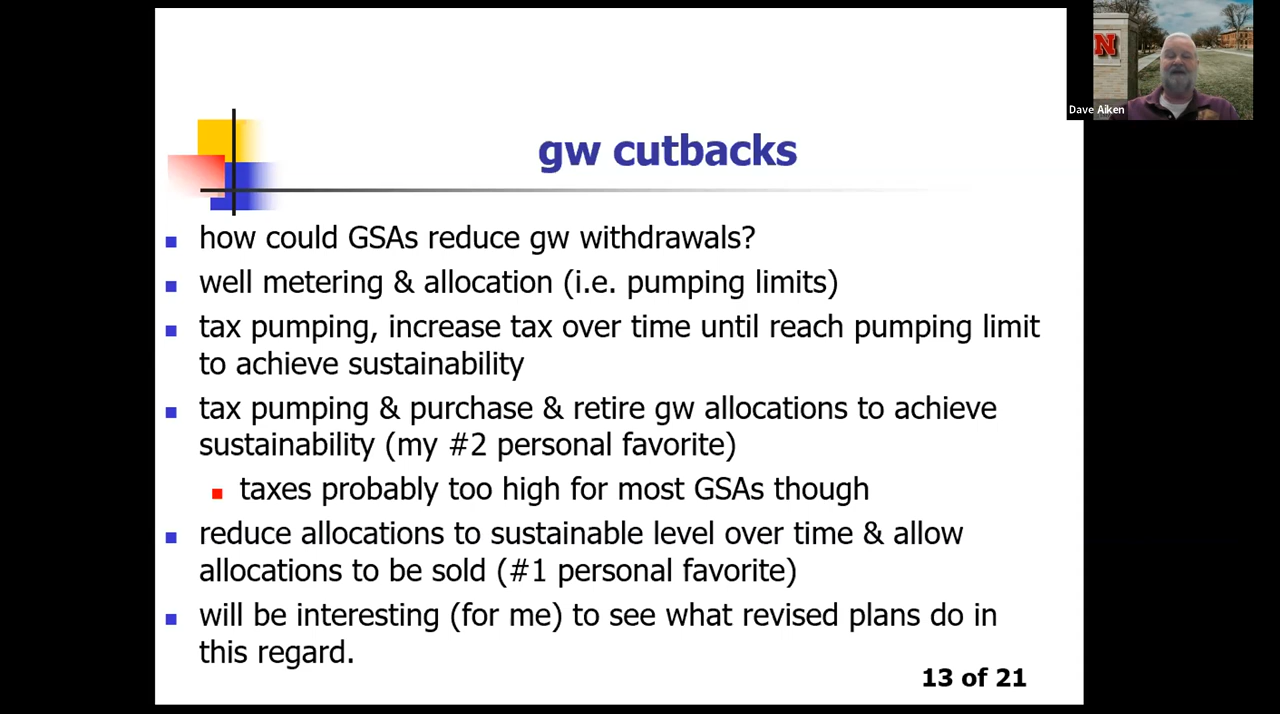 N
Dave Aiken
gw cutbacks
how could GSAs reduce gw withdrawals?
well metering & allocation (i.e. pumping limits)
tax pumping, increase tax over time until reach pumping limit
to achieve sustainability
tax pumping & purchase & retire gw allocations to achieve
sustainability (my #2 personal favorite)
taxes probably too high for most GSAs though
reduce allocations to sustainable level over time & allow
allocations to be sold (#1 personal favorite)
will be interesting (for me) to see what revised plans do in
this regard.
13 of 21